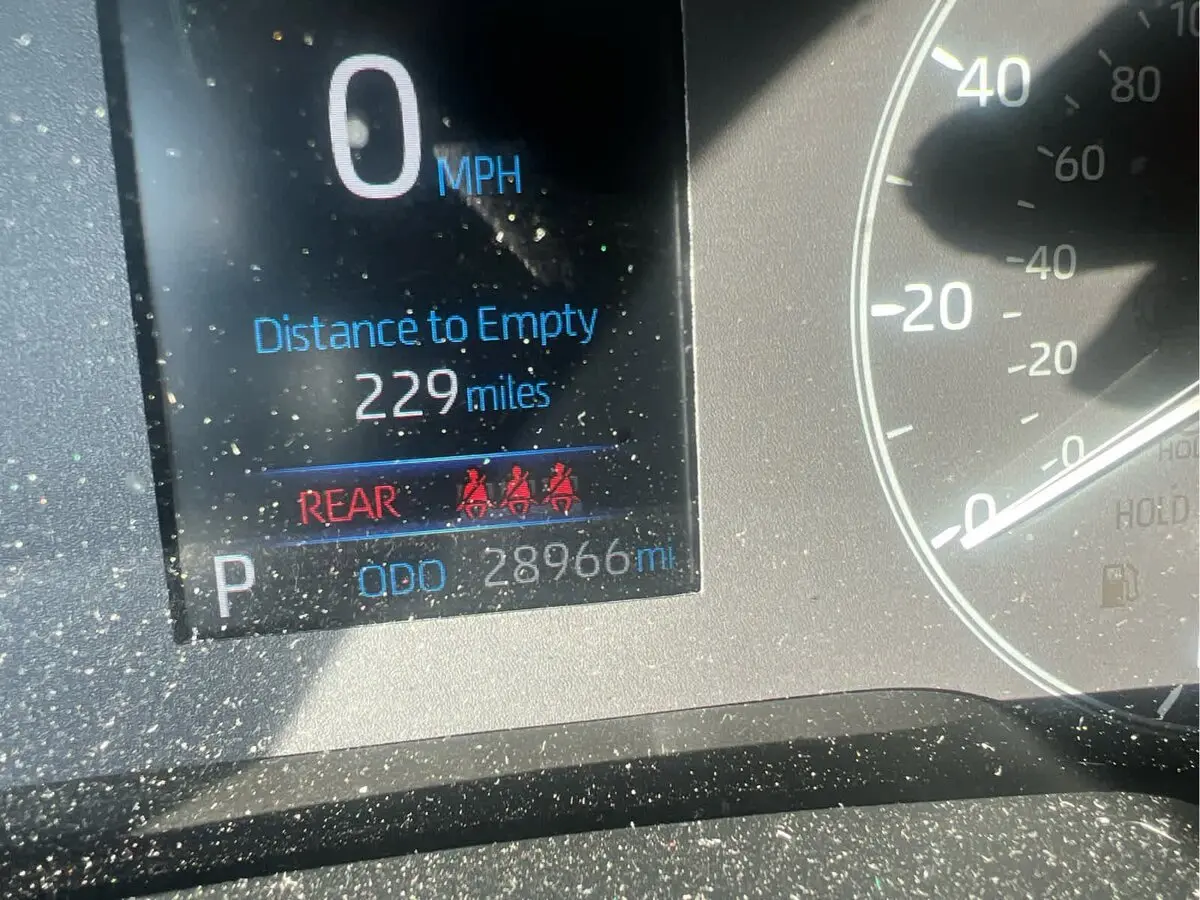 0 MPH
Distance to Empty
229 miles
REAR
P ODO 28966 mi
40
20
0
80
60
40
20
0
HOLD